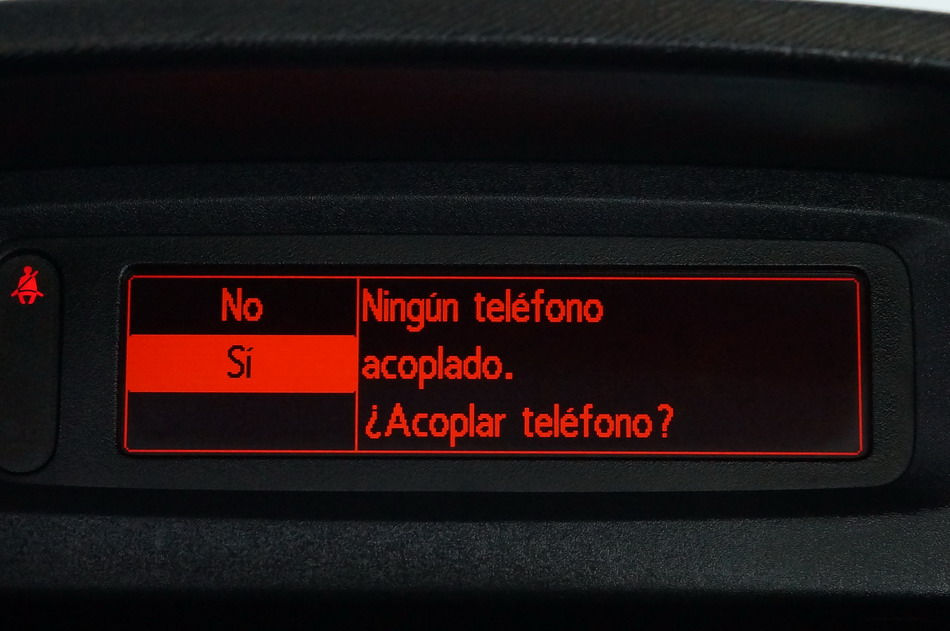 No
Sí
Ningún teléfono
acoplado.
¿Acoplar teléfono?